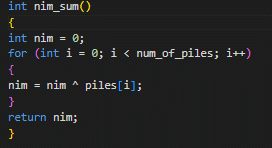 int nim_sum()
{
int nim = 0;
for (int i = 0; i < num_of_piles; i++)
{
nim = nim ^ piles[i];
}
return nim;
}